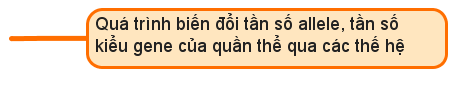 Quá trình biến đổi tần số allele, tần số
kiểu gene của quần thể qua các thế hệ